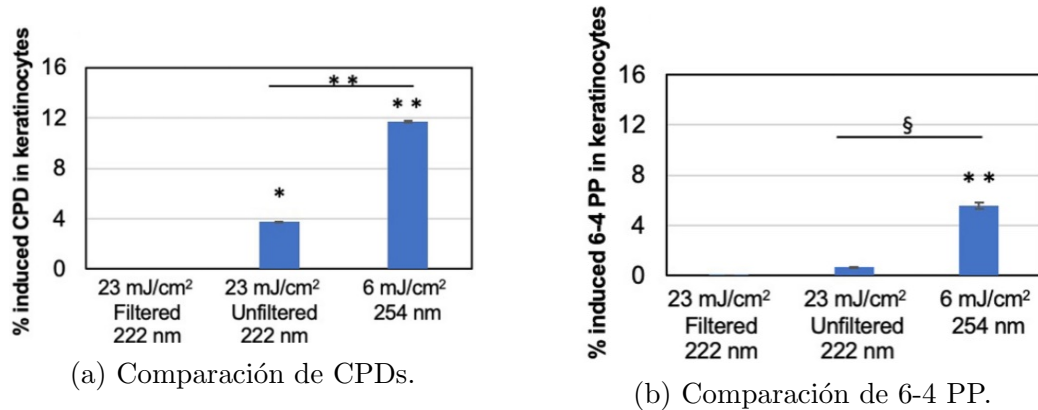 % induced CPD in keratinocytes
16
12
8
4
0
* *
* *
*
23 mJ/cm²
Filtered
222 nm
23 mJ/cm²
Unfiltered
222 nm
6 mJ/cm²
254 nm
(a) Comparación de CPDs.
% induced 6-4 PP in keratinocytes
16
12
8
4
0
§
* *
23 mJ/cm²
Filtered
222 nm
23 mJ/cm²
Unfiltered
222 nm
6 mJ/cm²
254 nm
(b) Comparación de 6-4 PP.